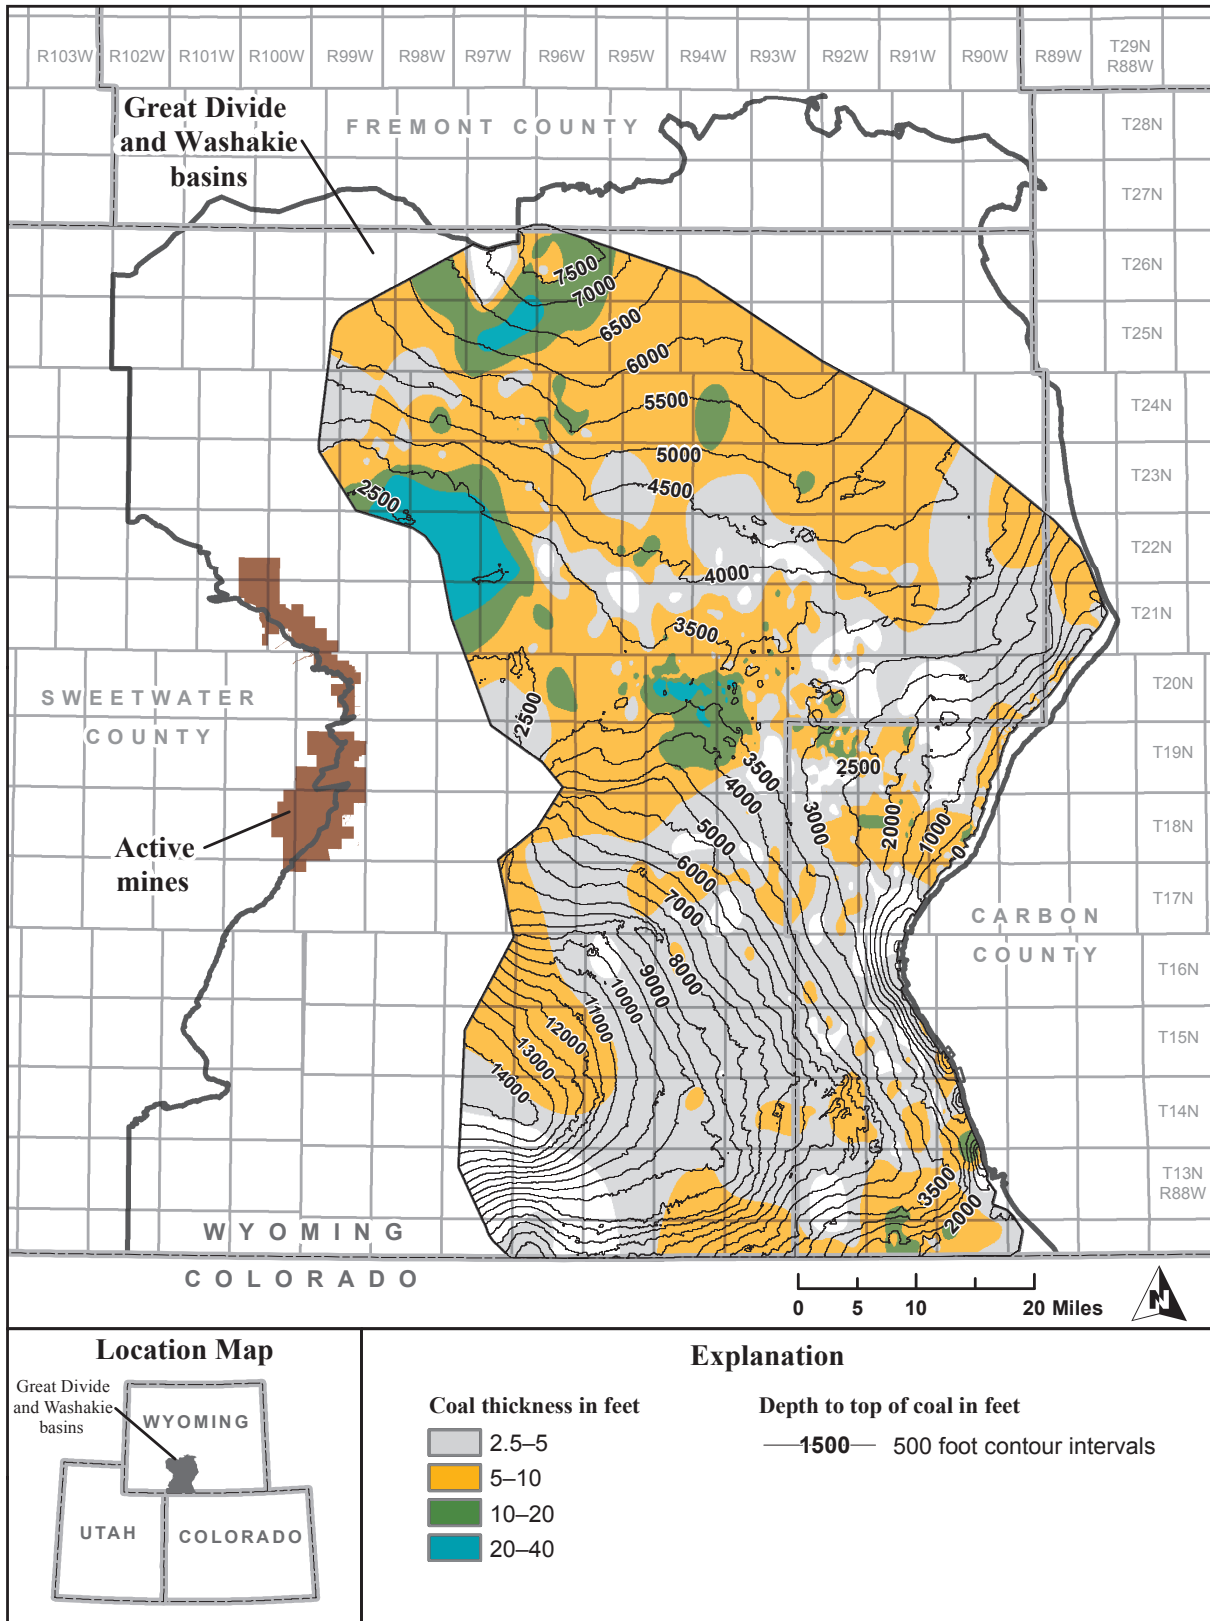 R103W R102W R101W R100W R99W R98W R97W R96W R95W R94W R93W R92W R91W R90W R89W T29N
R88W
Great Divide
and Washakie
basins
FREMONT COUNTY
T28N
T27N
T26N
T25N
T24N
T23N
T22N
T21N
T20N
T19N
T18N
T17N
T16N
T15N
T14N
T13N
R88W
7500
7000
6500
6000
5500
5000
4500
2500
4000
3500
2500
3500
4000
2500
3000
2000
1000
0
5000
6000
7000
8000
9000
10000
11000
12000
13000
14000
3500
2000
SWEETWATER
COUNTY
Active
mines
CARBON
COUNTY
WYOMING
COLORADO
0 5 10 20 Miles
N
Location Map
Great Divide
and Washakie
basins
WYOMING
UTAH
COLORADO
Explanation
Coal thickness in feet
2.5–5
5–10
10–20
20–40
Depth to top of coal in feet
1500 500 foot contour intervals